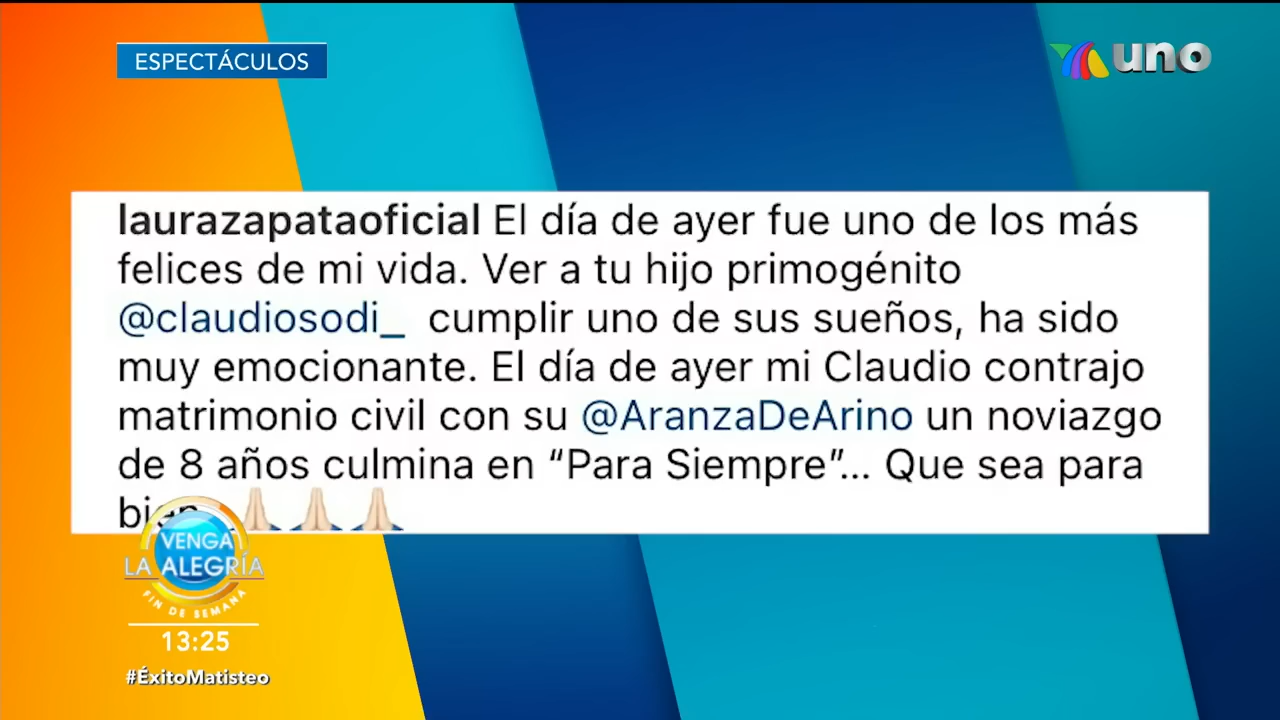 ESPECTÁCULOS
uno
laurazapataoficial El día de ayer fue uno de los más
felices de mi vida. Ver a tu hijo primogénito
@claudiosodi_ cumplir uno de sus sueños, ha sido
muy emocionante. El día de ayer mi Claudio contrajo
matrimonio civil con su @AranzaDeArino un noviazgo
de 8 años culmina en “Para Siempre”... Que sea para
bien 🙏🏻🙏🏻🙏🏻
VENGA
LA ALEGRÍA
FIN DE SEMANA
13:25
#ÉxitoMatisteo